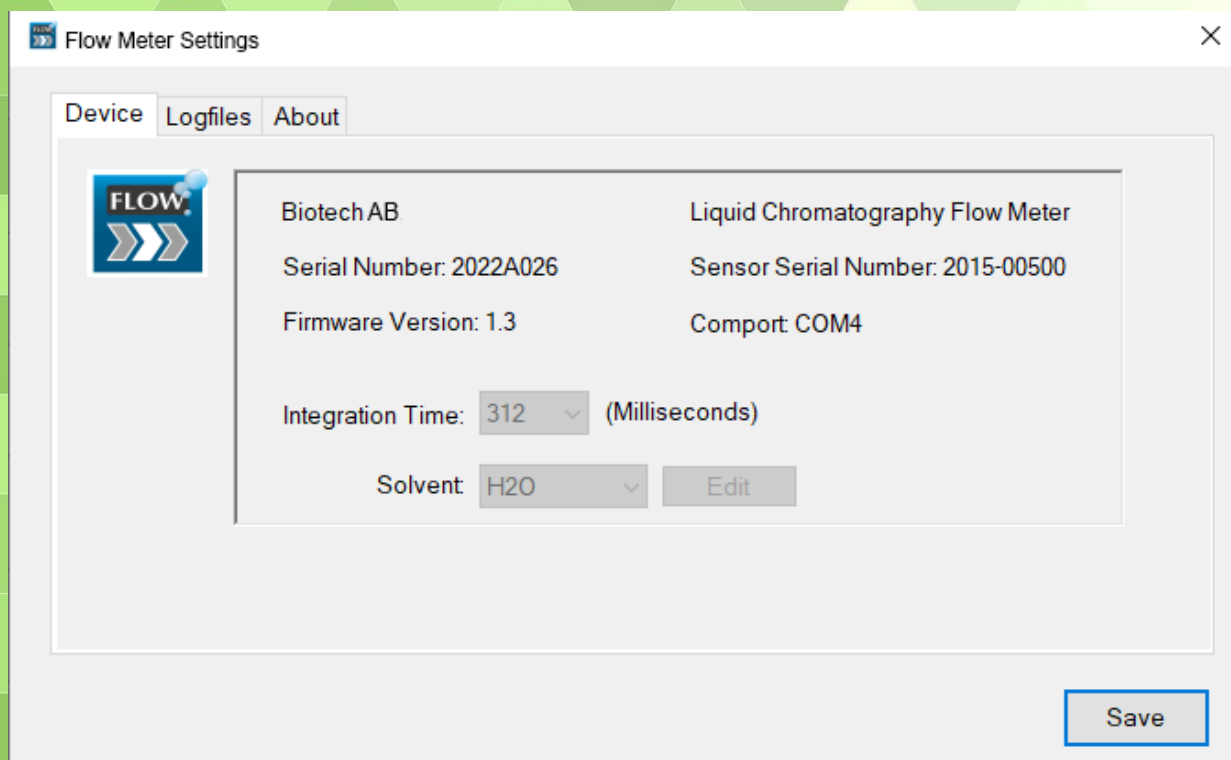 Flow Meter Settings
Device Logfiles About
FLOW
Biotech AB Liquid Chromatography Flow Meter
Serial Number: 2022A026 Sensor Serial Number: 2015-00500
Firmware Version: 1.3 Comport: COM4
Integration Time: 312 (Milliseconds)
Solvent: H2O Edit
Save